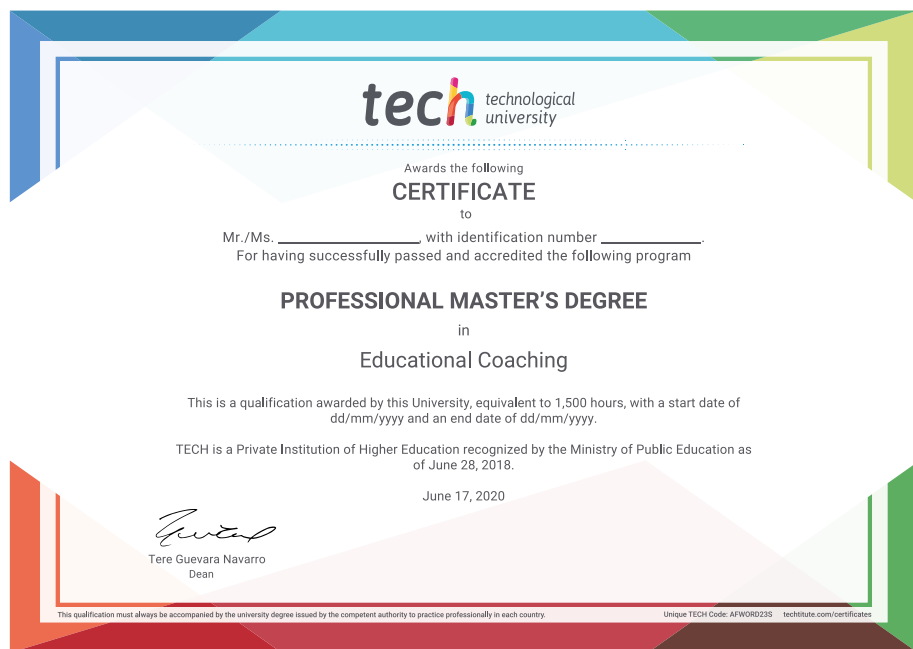 tech technological
university
Awards the following
CERTIFICATE
to
Mr./Ms. ____________________, with identification number ______________.
For having successfully passed and accredited the following program
PROFESSIONAL MASTER'S DEGREE
in
Educational Coaching
This is a qualification awarded by this University, equivalent to 1,500 hours, with a start date of
dd/mm/yyyy and an end date of dd/mm/yyyy.
TECH is a Private Institution of Higher Education recognized by the Ministry of Public Education as
of June 28, 2018.
June 17, 2020
Tere Guevara Navarro
Dean
This qualification must always be accompanied by the university degree issued by the competent authority to practice professionally in each country.
Unique TECH Code: AFWORD23S techtitute.com/certificates